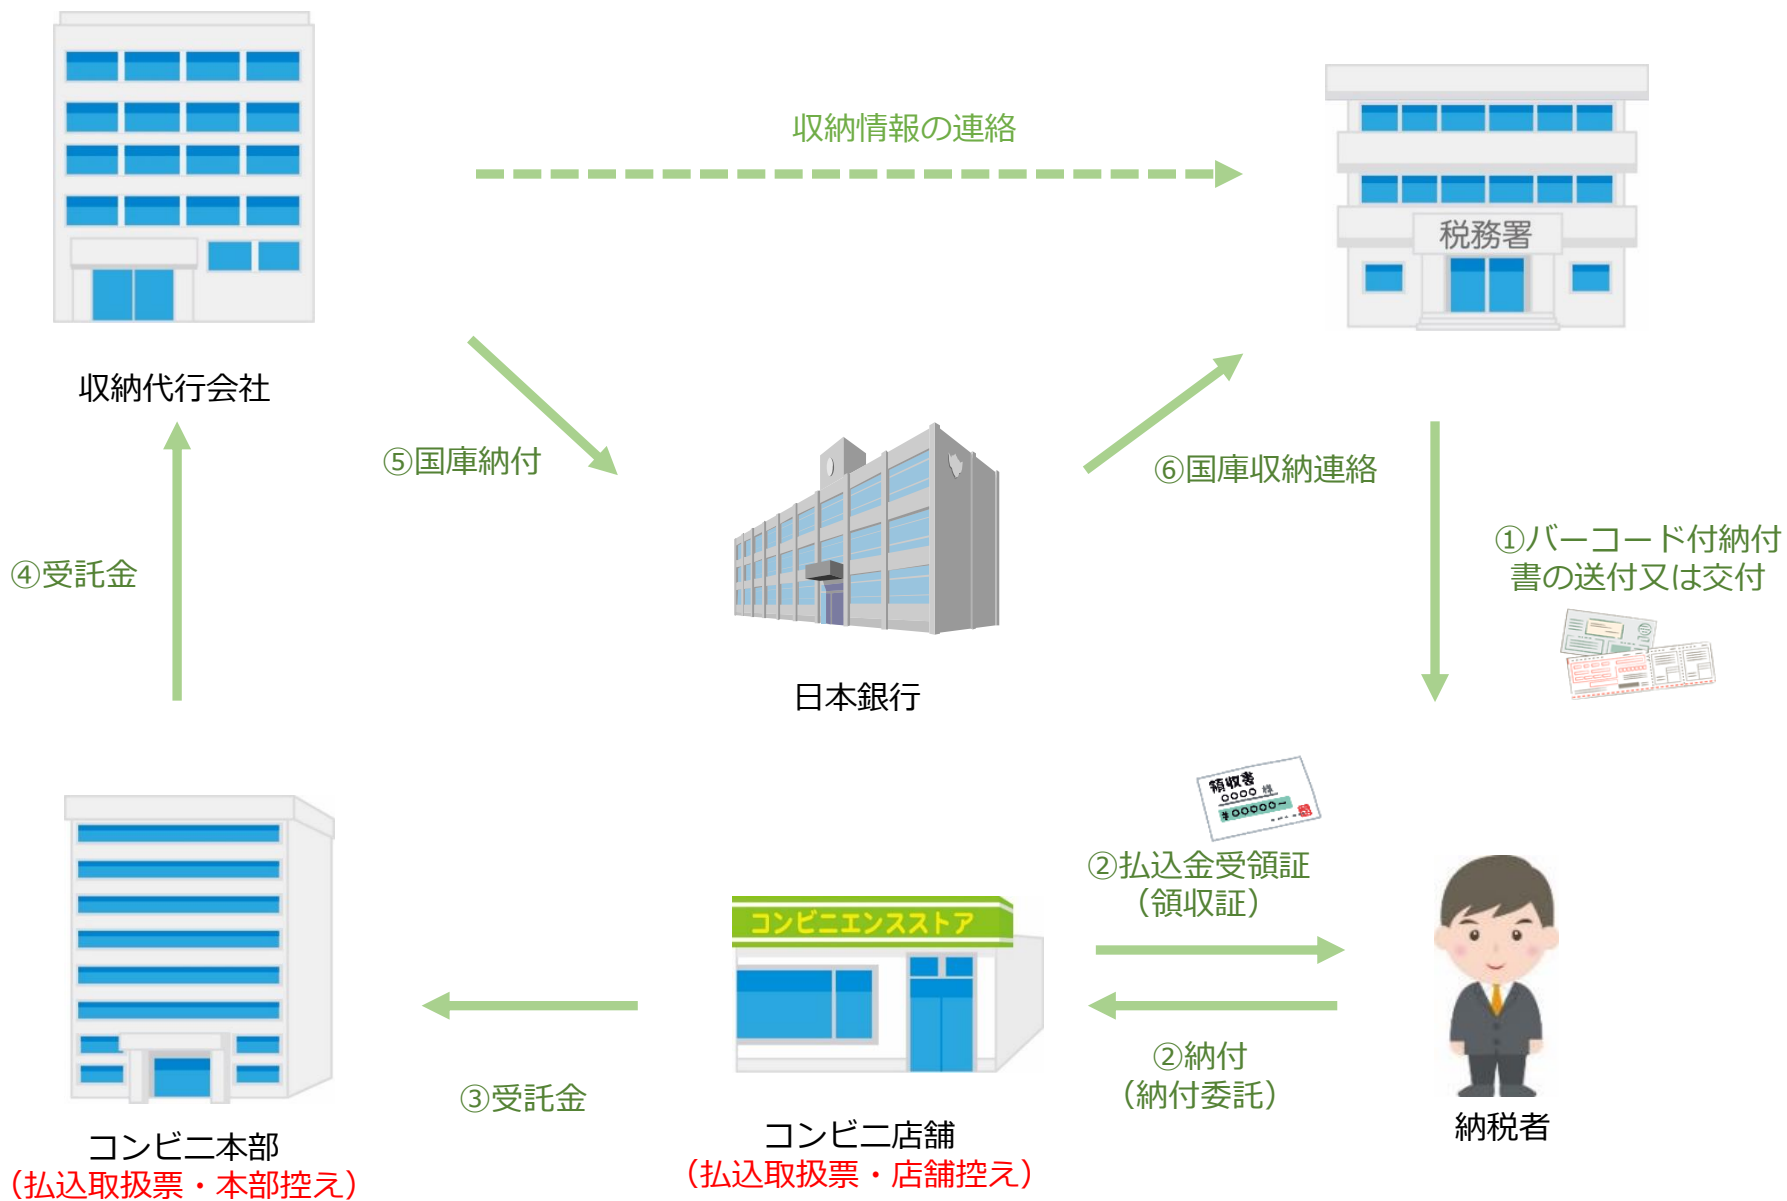 収納情報の連絡
税務署
収納代行会社
⑤国庫納付
⑥国庫収納連絡
④受託金
①バーコード付納付
書の送付又は交付
日本銀行
領収書
○○○○ 様
¥○○○○○ー
②払込金受領証
（領収証）
コンビニエンスストア
②納付
（納付委託）
③受託金
コンビニ本部
（払込取扱票・本部控え）
コンビニ店舗
（払込取扱票・店舗控え）
納税者